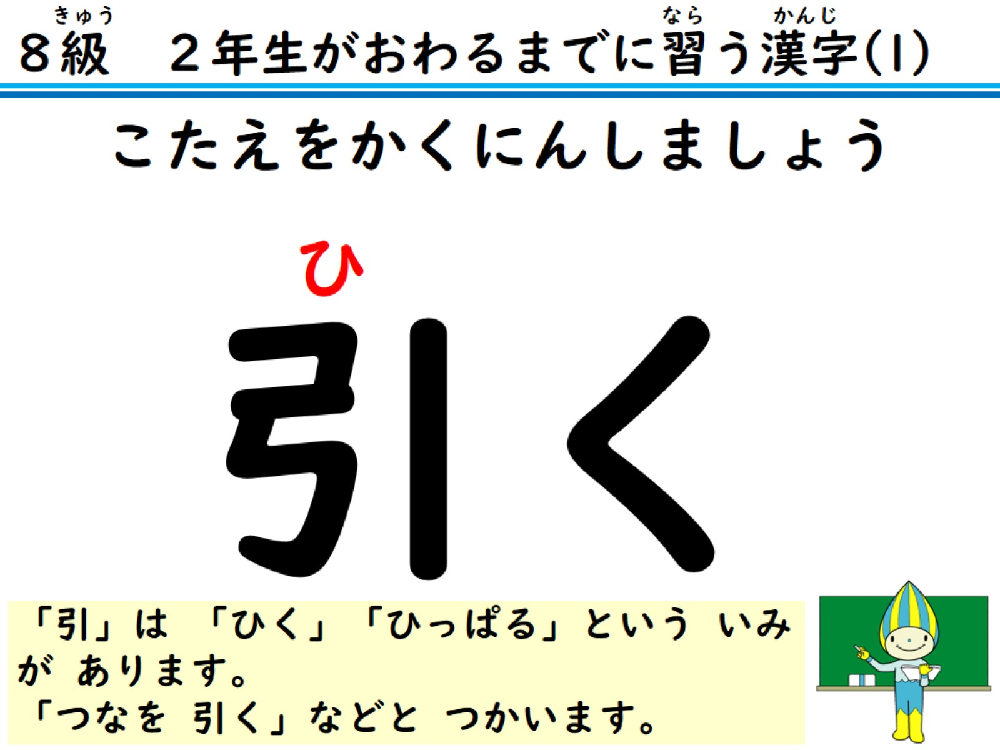 きゅう なら かんじ
８級 ２年生がおわるまでに習う漢字(1)
こたえをかくにんしましょう
ひ
引く
「引」は 「ひく」「ひっぱる」という いみ
が あります。
「つなを 引く」などと つかいます。